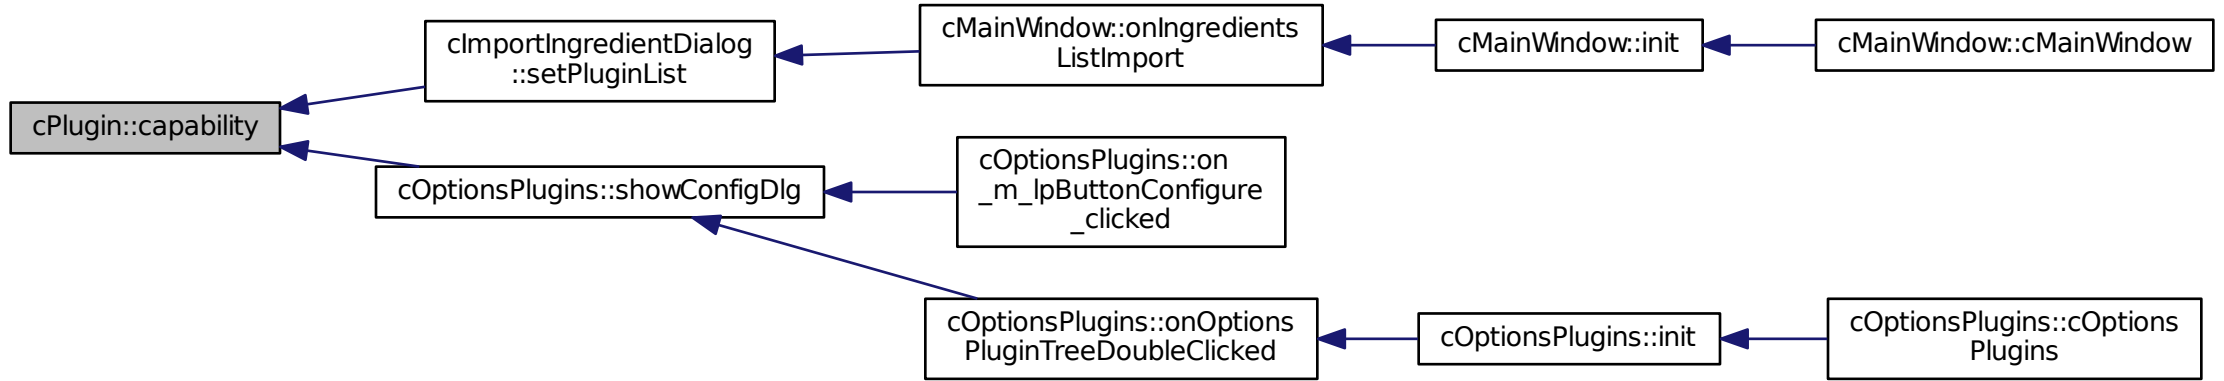 cPlugin::capability
cImportIngredientDialog
::setPluginList
cMainWindow::onIngredients
ListImport
cMainWindow::init
cMainWindow::cMainWindow
cOptionsPlugins::showConfigDlg
cOptionsPlugins::on
_m_lpButtonConfigure
_clicked
cOptionsPlugins::onOptions
PluginTreeDoubleClicked
cOptionsPlugins::init
cOptionsPlugins::cOptions
Plugins